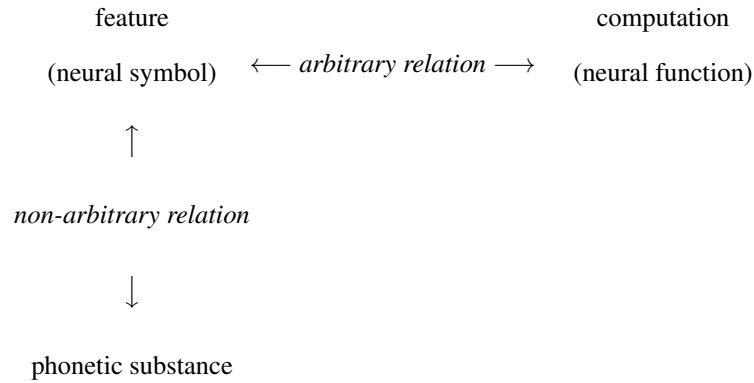 feature computation
(neural symbol) ⟵ arbitrary relation ⟶ (neural function)
↑
non-arbitrary relation
↓
phonetic substance